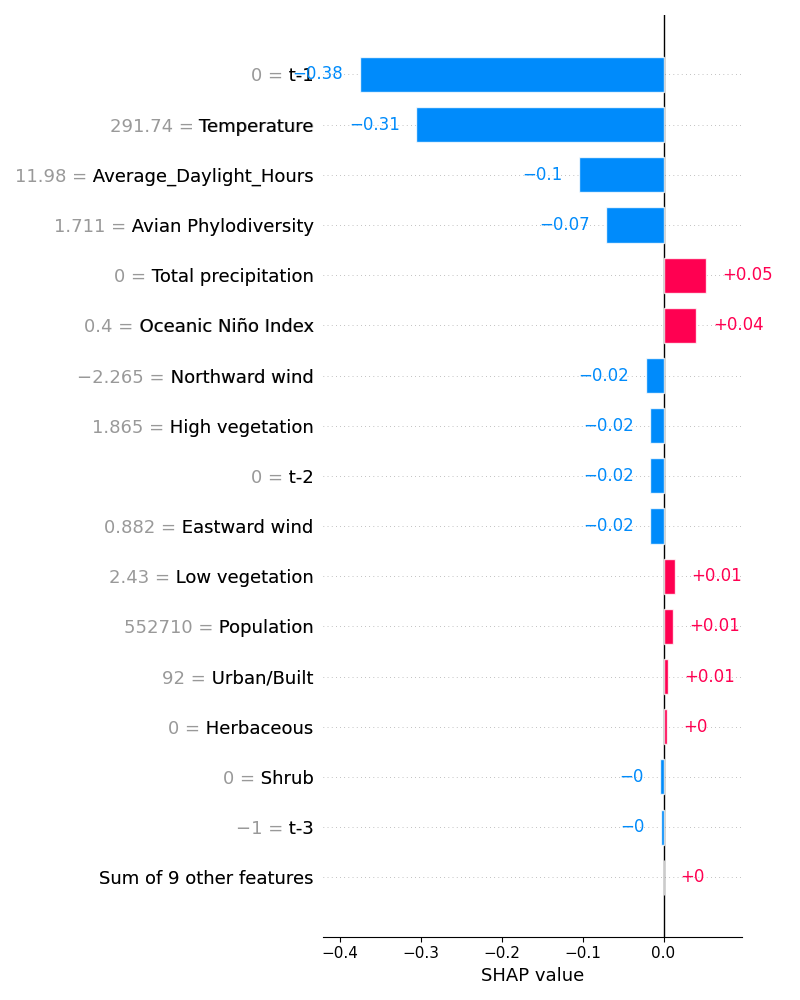 0 = t-1 −0.38
291.74 = Temperature −0.31
11.98 = Average_Daylight_Hours −0.1
1.711 = Avian Phylodiversity −0.07
0 = Total precipitation +0.05
0.4 = Oceanic Niño Index +0.04
−2.265 = Northward wind −0.02
1.865 = High vegetation −0.02
0 = t-2 −0.02
0.882 = Eastward wind −0.02
2.43 = Low vegetation +0.01
552710 = Population +0.01
92 = Urban/Built +0.01
0 = Herbaceous +0
0 = Shrub −0
−1 = t-3 −0
Sum of 9 other features +0
−0.4 −0.3 −0.2 −0.1 0.0
SHAP value